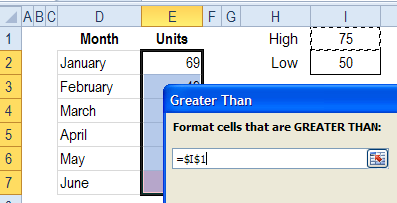 A B C D E F G H I
1 Month Units High 75
2 January 69 Low 50
3 February
Greater Than
4 March
Format cells that are GREATER THAN:
5 April
6 May
=$I$1
7 June